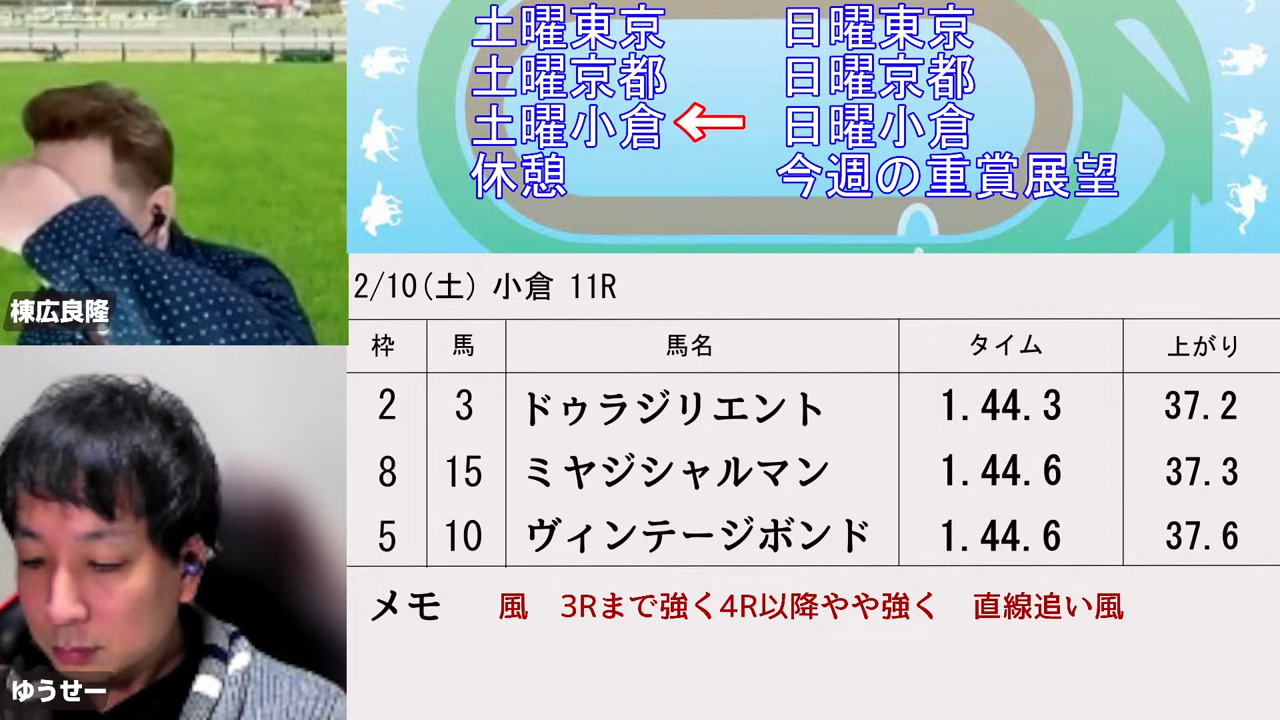 土曜東京 日曜東京
土曜京都 日曜京都
土曜小倉 日曜小倉
休憩 今週の重賞展望
棟広良隆
ゆうせー
2/10(土) 小倉 11R
枠 馬 馬名 タイム 上がり
2 3 ドゥラジリエント 1.44.3 37.2
8 15 ミヤジシャルマン 1.44.6 37.3
5 10 ヴィンテージボンド 1.44.6 37.6
メモ 風 3Rまで強く4R以降やや強く 直線追い風